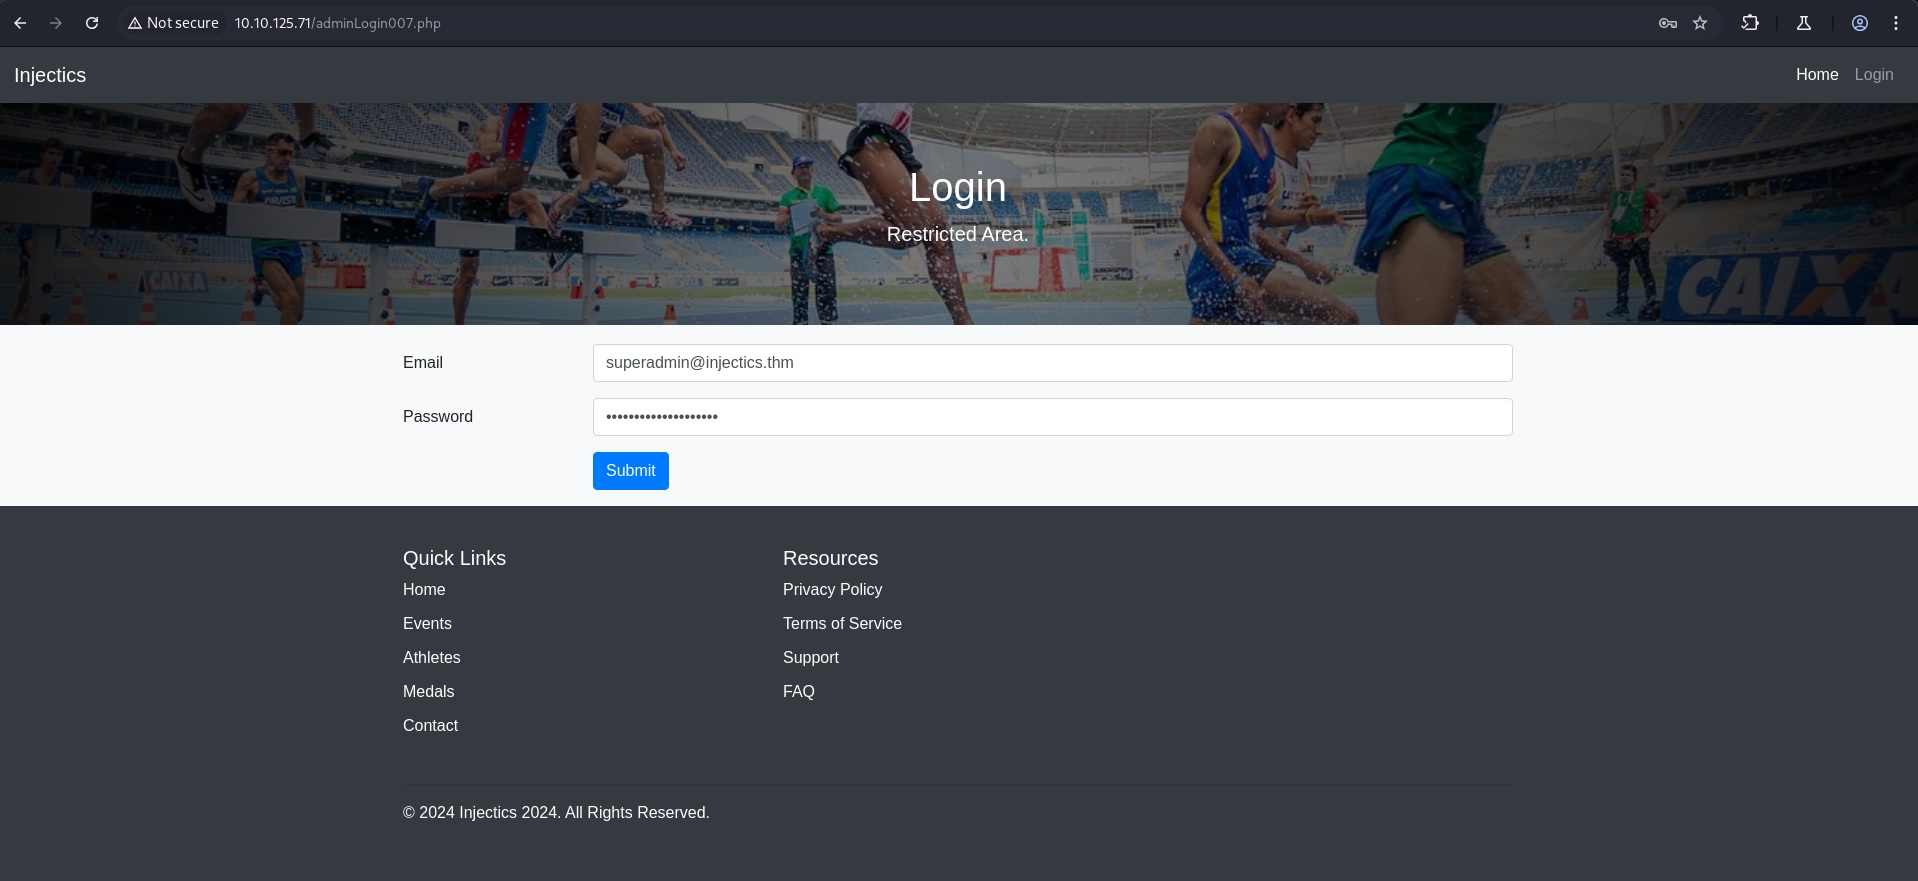 Not secure 10.10.125.71/adminLogin007.php
Injectics Home Login
Login
Restricted Area.
CAIXA
CAIXA
Email superadmin@injectics.thm
Password ••••••••••••••••••••
Submit
Quick Links Resources
Home Privacy Policy
Events Terms of Service
Athletes Support
Medals FAQ
Contact
© 2024 Injectics 2024. All Rights Reserved.